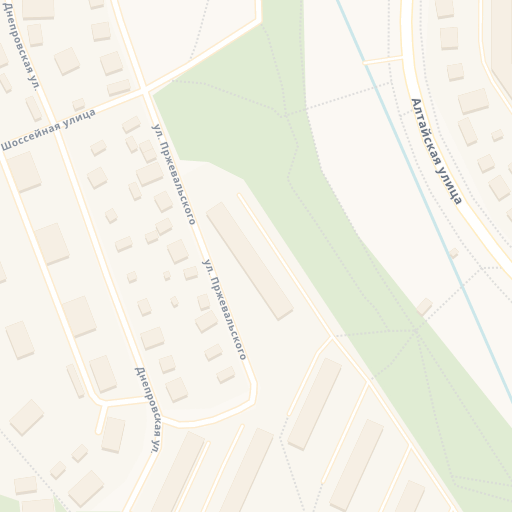 Днепровская ул.
Шоссейная улица
ул. Пржевальского
Алтайская улица
ул. Пржевальского
Днепровская ул.